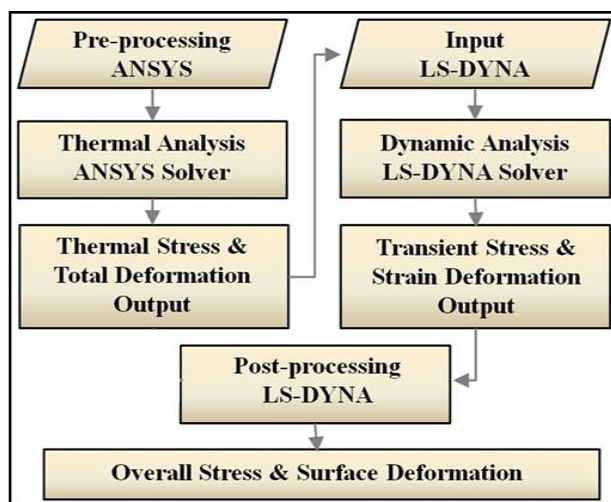 Pre-processing
ANSYS
Thermal Analysis
ANSYS Solver
Thermal Stress &
Total Deformation
Output
Input
LS-DYNA
Dynamic Analysis
LS-DYNA Solver
Transient Stress &
Strain Deformation
Output
Post-processing
LS-DYNA
Overall Stress & Surface Deformation